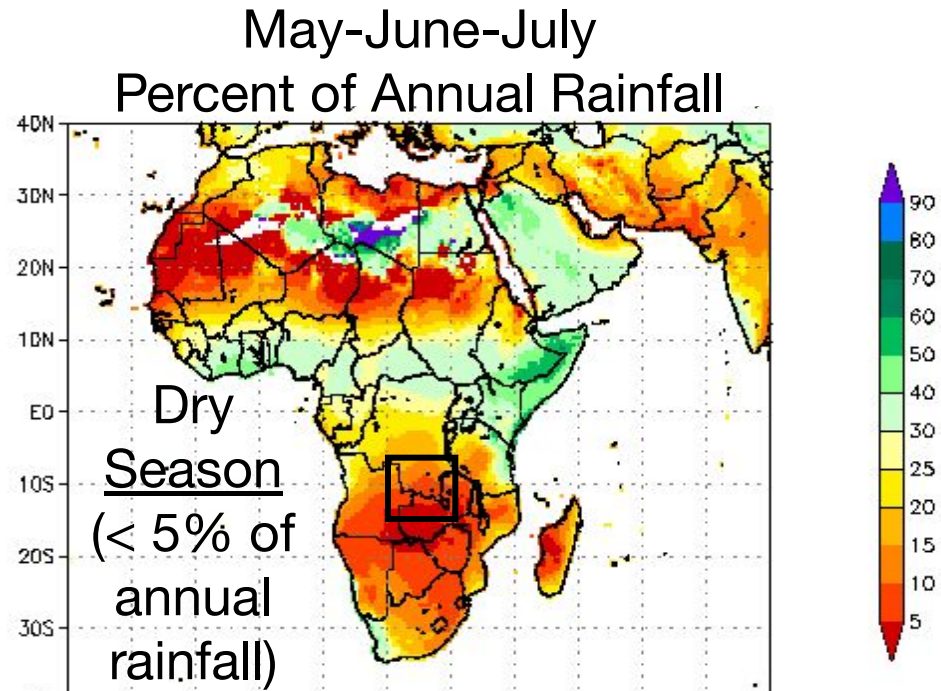 May-June-July
Percent of Annual Rainfall
40N
30N
20N
10N
EQ
10S
20S
30S
Dry
Season
(< 5% of
annual
rainfall)
90
80
70
60
50
40
30
25
20
15
10
5